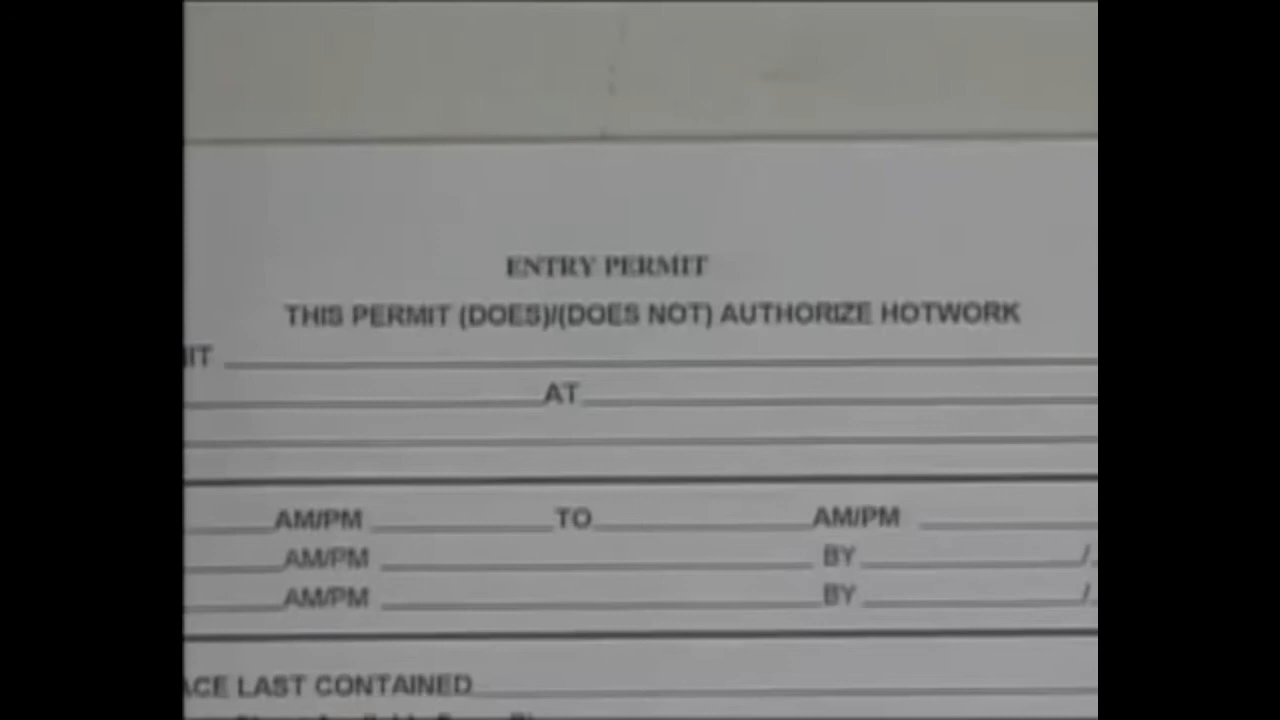 ENTRY PERMIT
THIS PERMIT (DOES)/(DOES NOT) AUTHORIZE HOTWORK
IT
AT
AM/PM TO AM/PM
AM/PM BY /
AM/PM BY /
ACE LAST CONTAINED